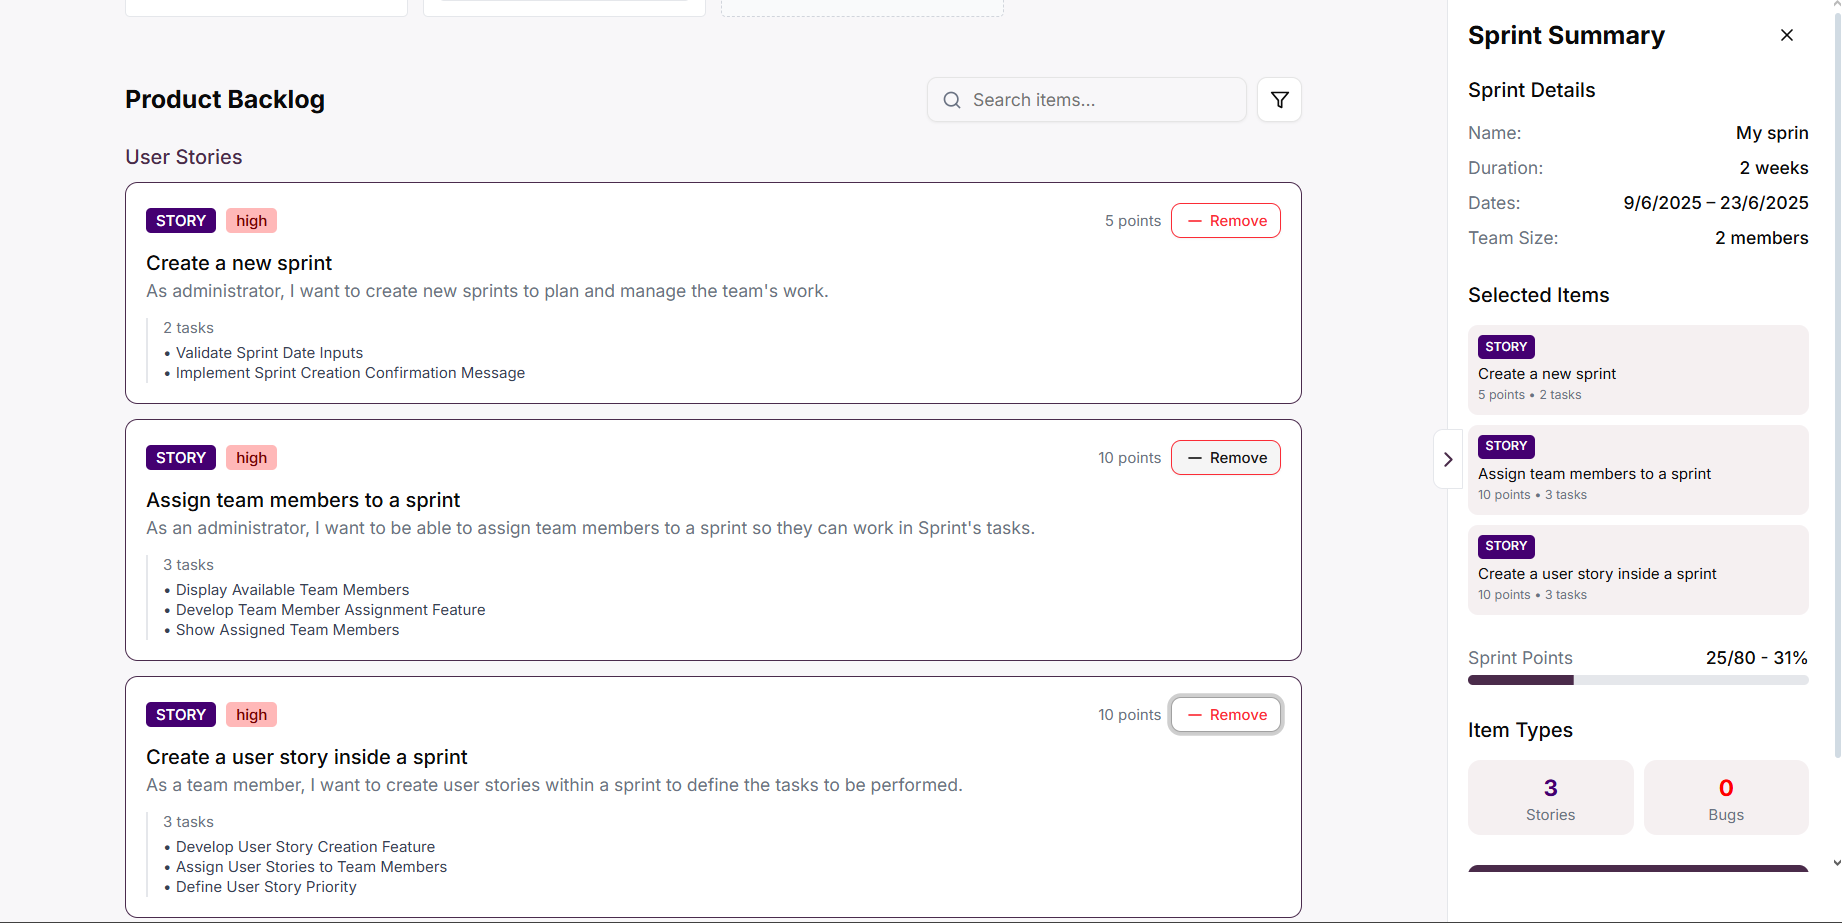 Product Backlog
Search items...
User Stories
STORY high 5 points — Remove
Create a new sprint
As administrator, I want to create new sprints to plan and manage the team's work.
2 tasks
• Validate Sprint Date Inputs
• Implement Sprint Creation Confirmation Message
STORY high 10 points — Remove
Assign team members to a sprint
As an administrator, I want to be able to assign team members to a sprint so they can work in Sprint's tasks.
3 tasks
• Display Available Team Members
• Develop Team Member Assignment Feature
• Show Assigned Team Members
STORY high 10 points — Remove
Create a user story inside a sprint
As a team member, I want to create user stories within a sprint to define the tasks to be performed.
3 tasks
• Develop User Story Creation Feature
• Assign User Stories to Team Members
• Define User Story Priority
Sprint Summary
Sprint Details
Name: My sprin
Duration: 2 weeks
Dates: 9/6/2025 – 23/6/2025
Team Size: 2 members
Selected Items
STORY
Create a new sprint
5 points • 2 tasks
STORY
Assign team members to a sprint
10 points • 3 tasks
STORY
Create a user story inside a sprint
10 points • 3 tasks
Sprint Points 25/80 - 31%
Item Types
3
Stories
0
Bugs